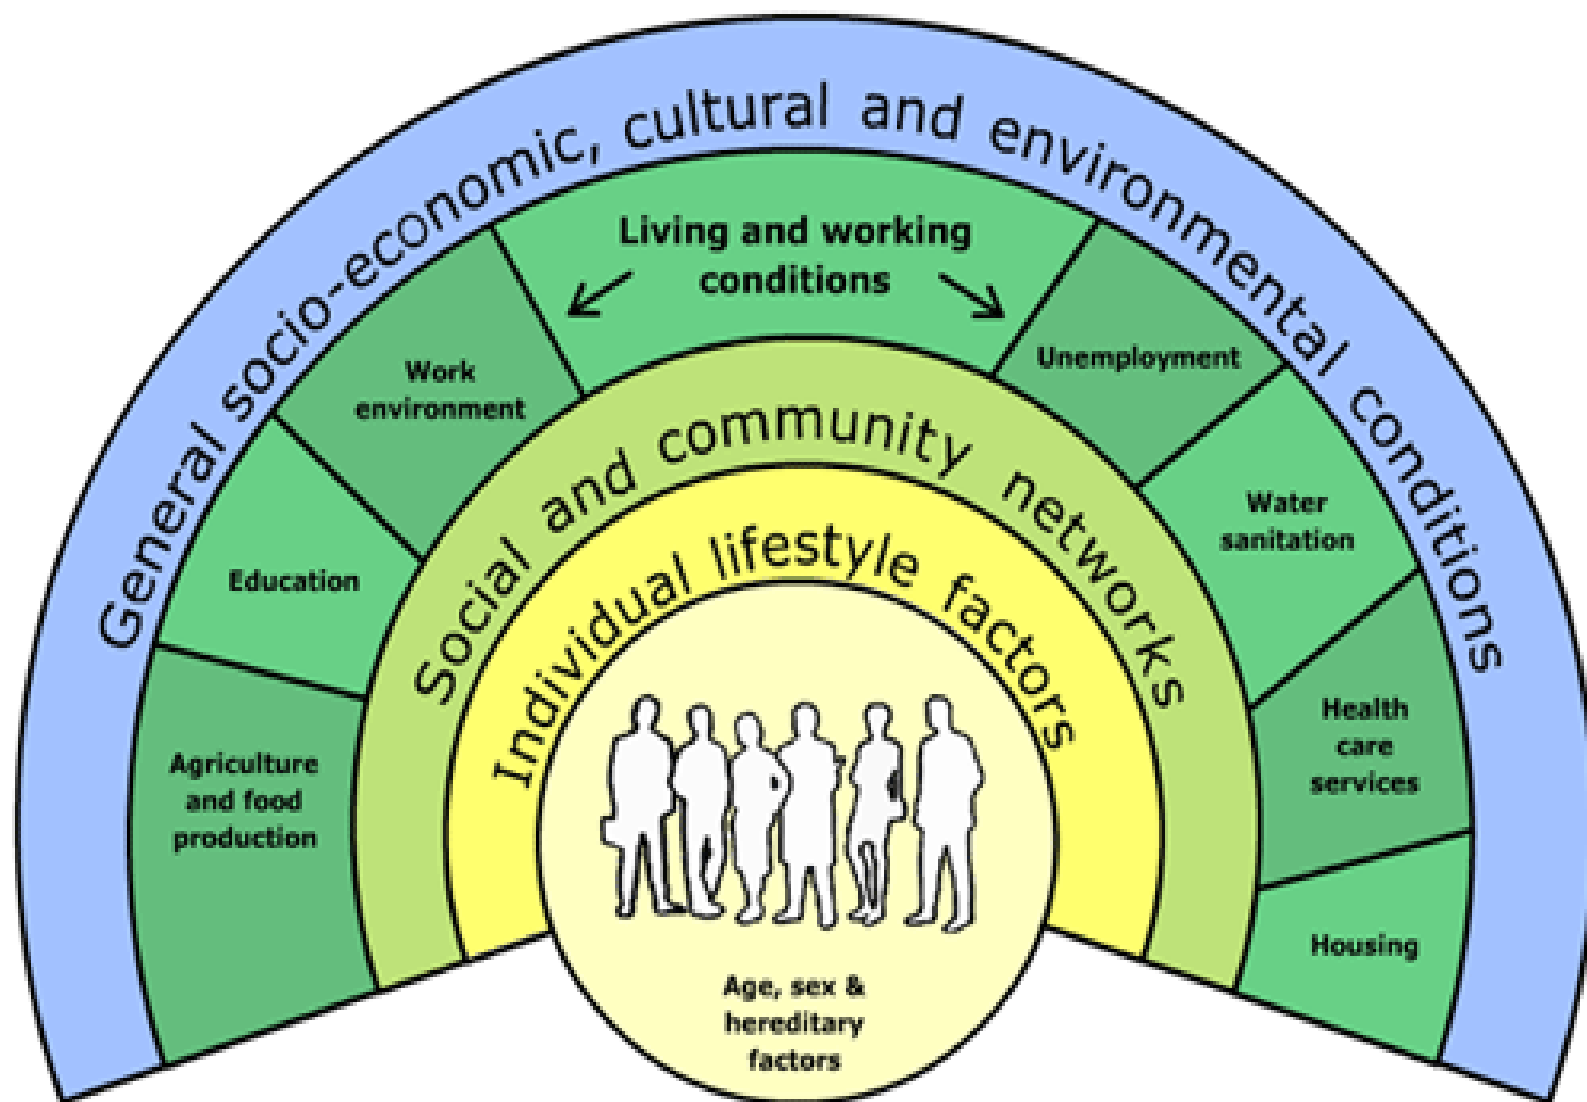 General socio-economic, cultural and environmental conditions
Living and working
conditions
Work
environment
Education
Agriculture
and food
production
Unemployment
Water
sanitation
Health
care
services
Housing
Social and community networks
Individual lifestyle factors
Age, sex &
hereditary
factors